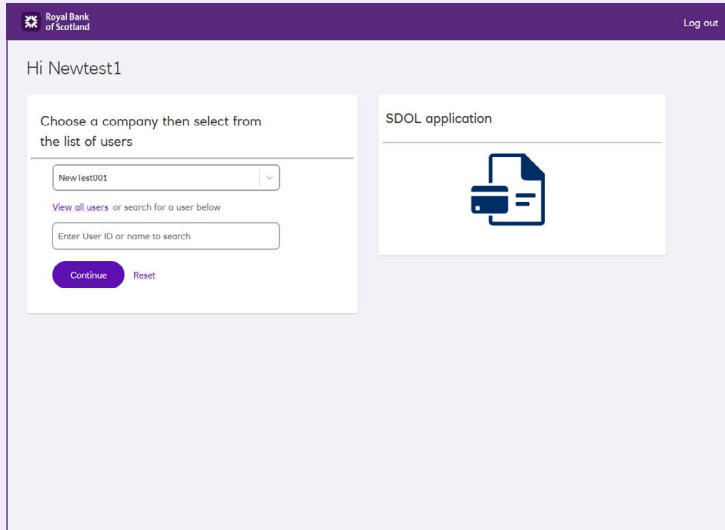 Royal Bank
of Scotland
Log out
Hi Newtest1
Choose a company then select from
the list of users
NewTest001
View all users or search for a user below
Enter User ID or name to search
Continue
Reset
SDOL application